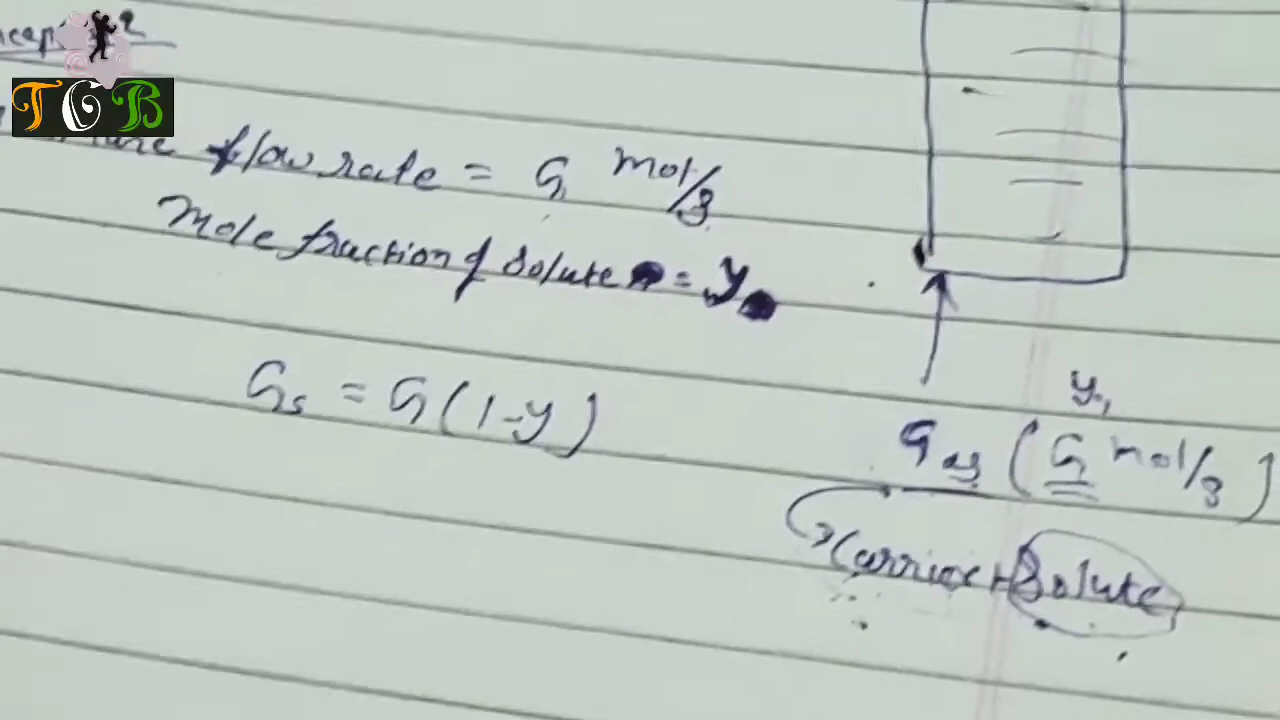 TGB
flow rate = G mol/s
Mole fraction of solute = y
Gs = G(1-y)
y1
Gas (G mol/s)
Carrier + Solute